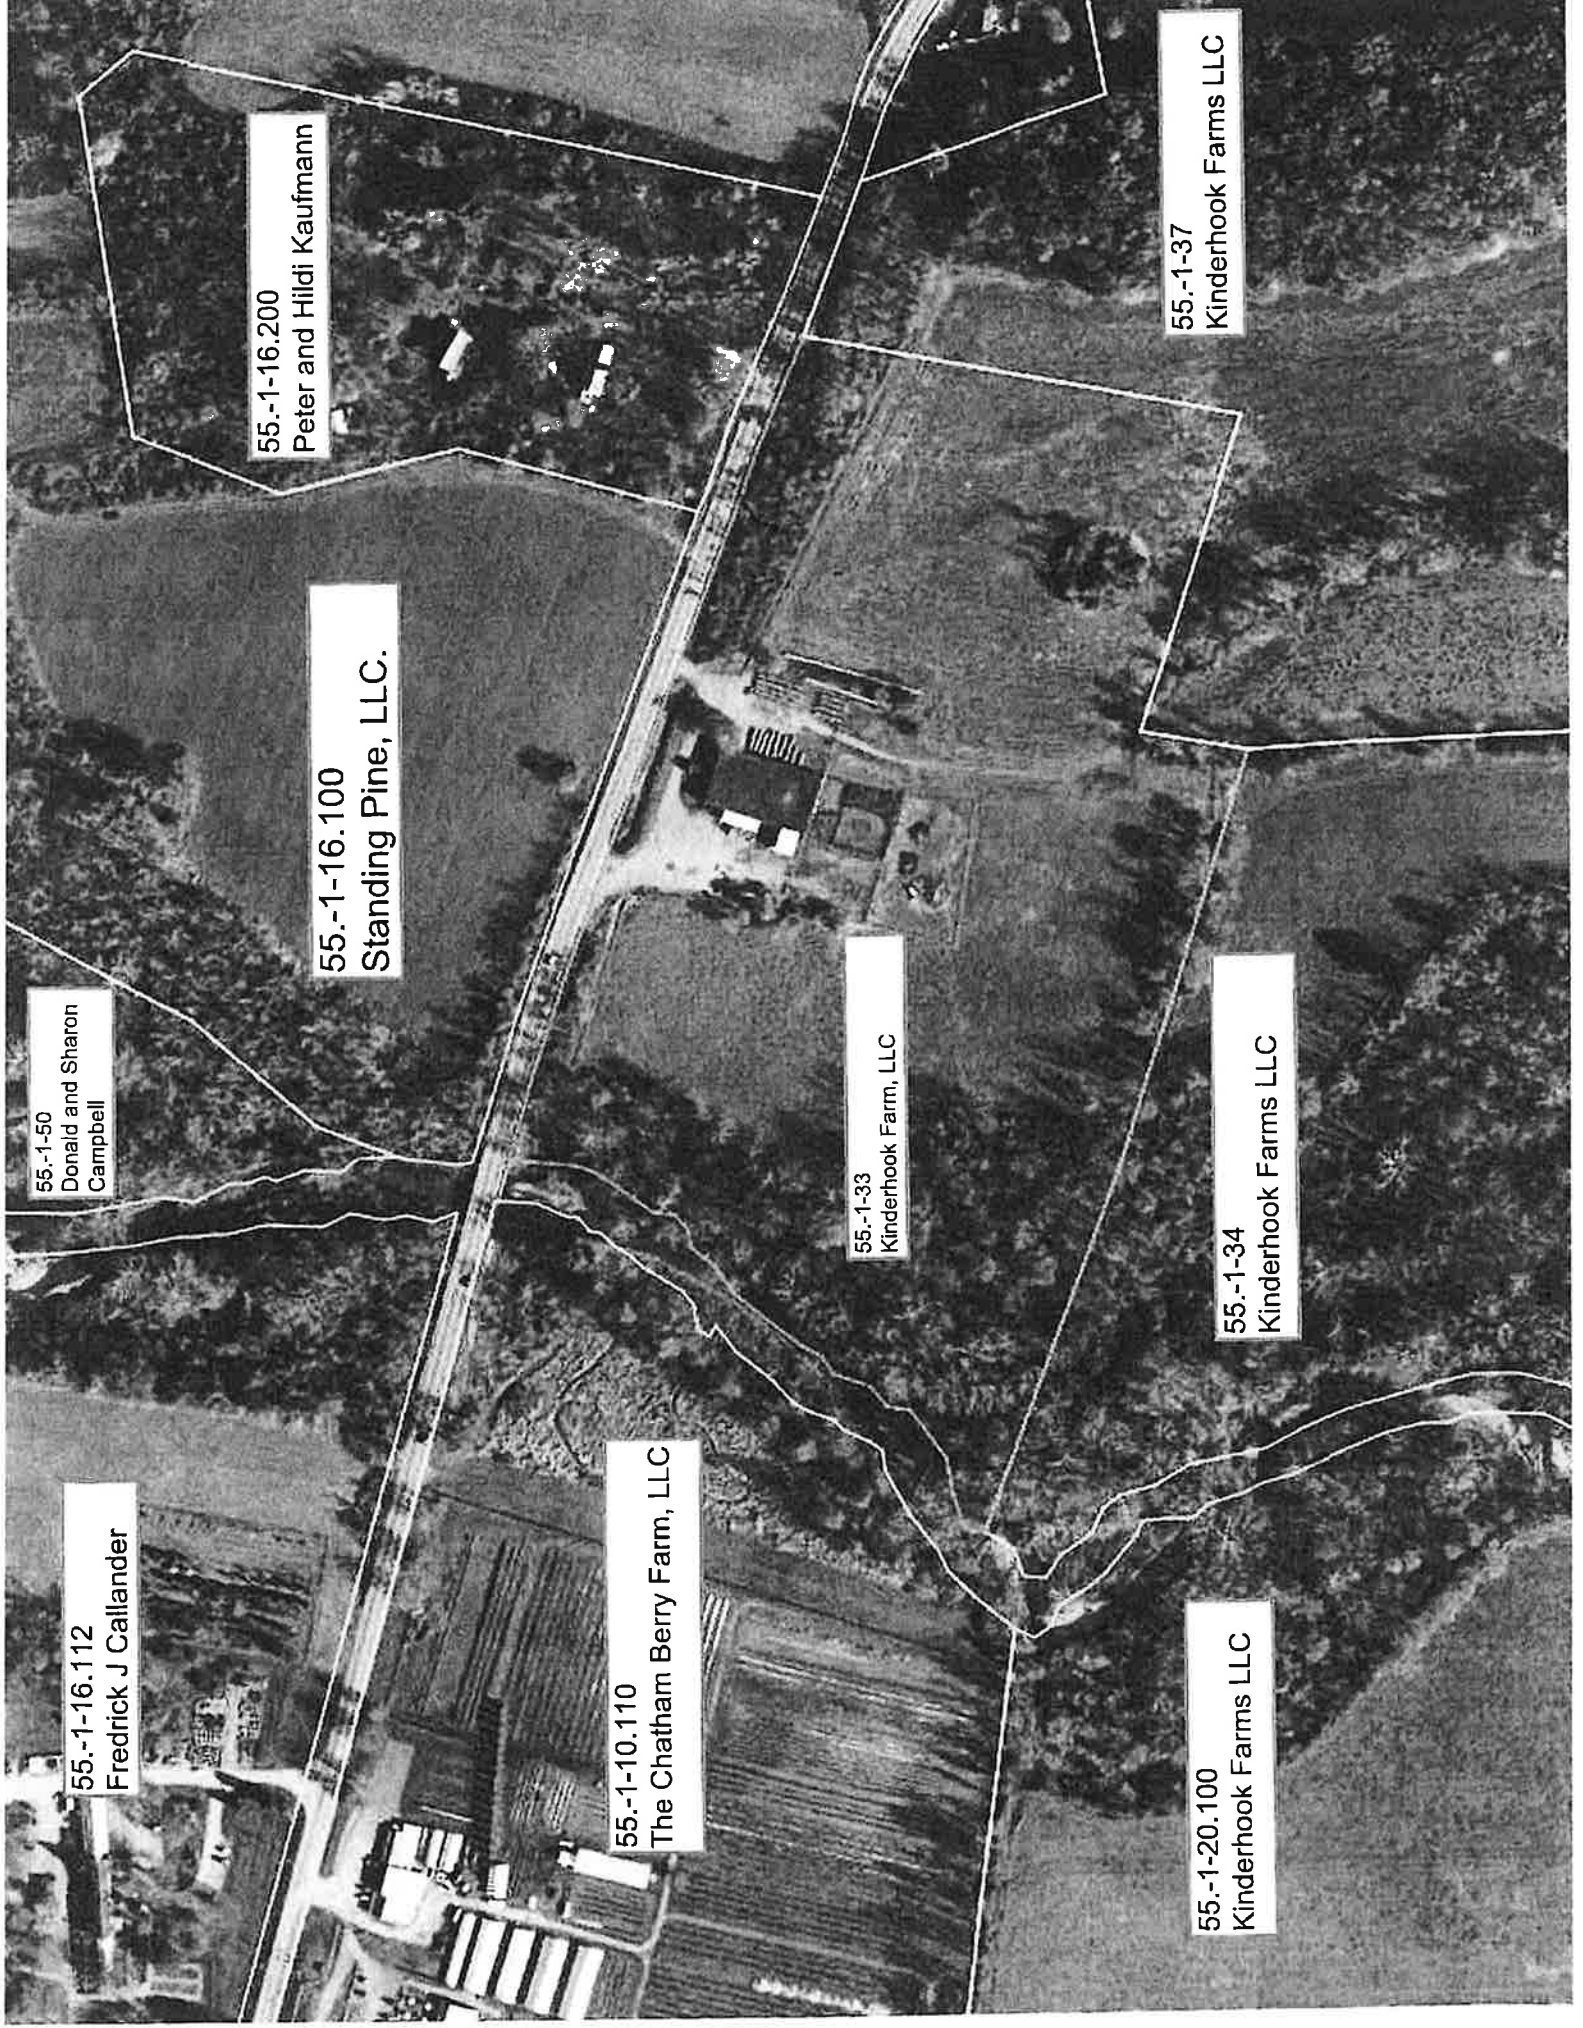 55.-1-16.112
Fredrick J Callander
55.-1-50
Donald and Sharon
Campbell
55.-1-16.100
Standing Pine, LLC.
55.-1-16.200
Peter and Hildi Kaufmann
55.-1-10.110
The Chatham Berry Farm, LLC
55.-1-33
Kinderhook Farm, LLC
55.-1-20.100
Kinderhook Farms LLC
55.-1-34
Kinderhook Farms LLC
55.-1-37
Kinderhook Farms LLC